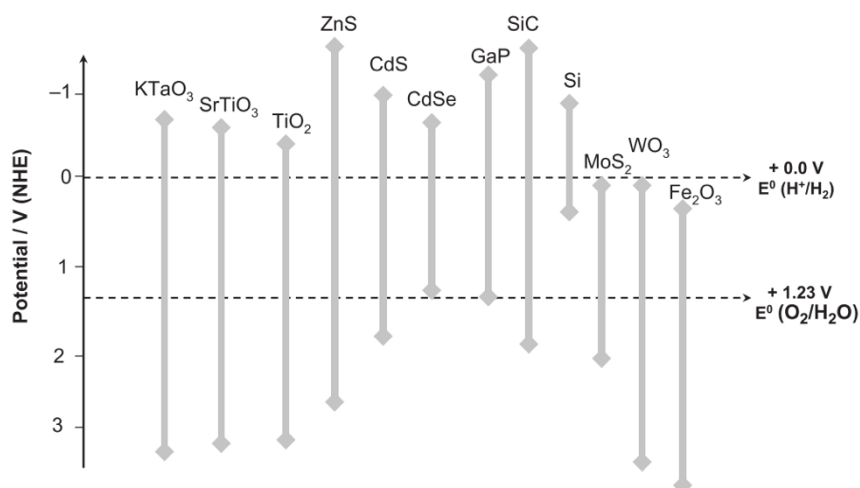 ZnS
SiC
CdS
GaP
KTaO₃
SrTiO₃
TiO₂
CdSe
Si
WO₃
MoS₂
Fe₂O₃
–1
0
1
2
3
Potential / V (NHE)
+ 0.0 V
E⁰ (H⁺/H₂)
+ 1.23 V
E⁰ (O₂/H₂O)